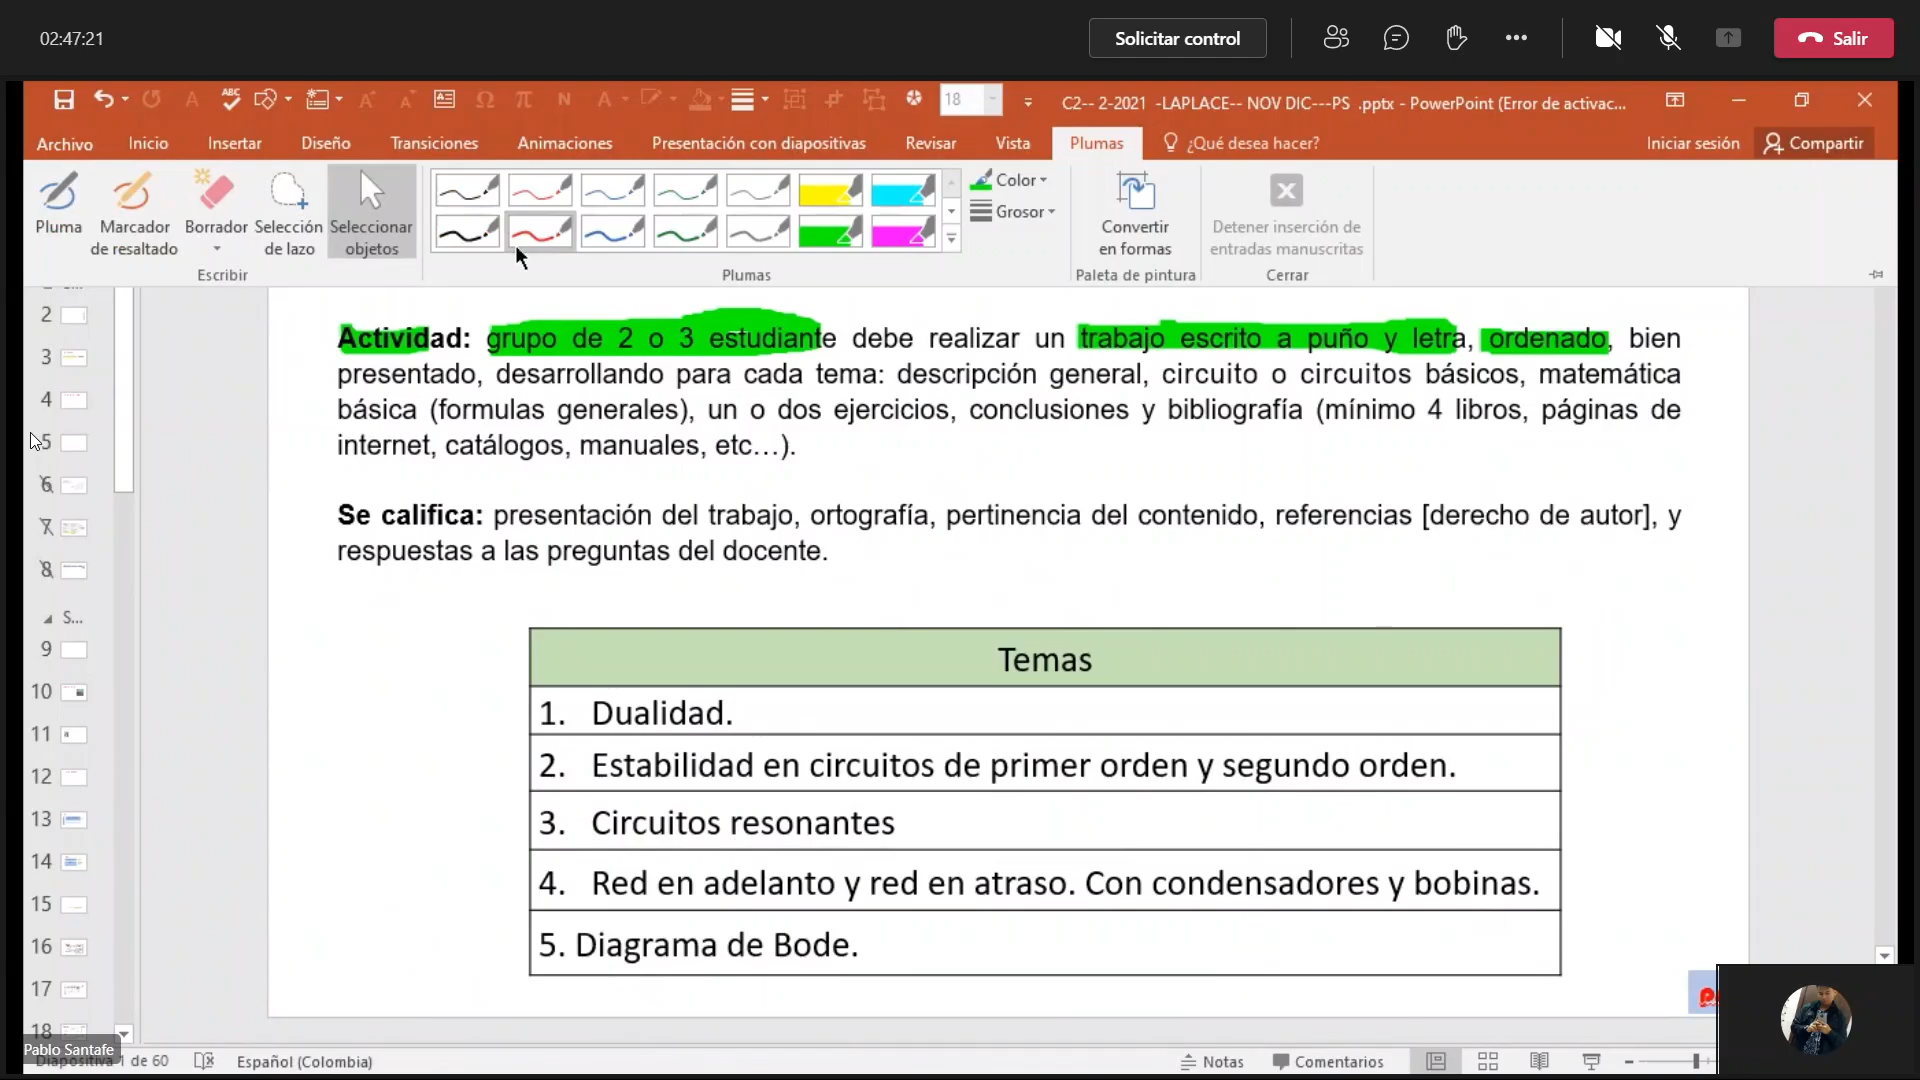 02:47:21
Solicitar control
Salir
18
C2-- 2-2021 -LAPLACE-- NOV DIC---PS .pptx - PowerPoint (Error de activac...
Archivo Inicio Insertar Diseño Transiciones Animaciones Presentación con diapositivas Revisar Vista Plumas ¿Qué desea hacer? Iniciar sesión Compartir
Pluma
Marcador de resaltado
Borrador
Selección de lazo
Seleccionar objetos
Color
Grosor
Convertir en formas
Detener inserción de entradas manuscritas
Escribir
Plumas
Paleta de pintura
Cerrar
2
3
4
5
6
7
8
S...
9
10
11
12
13
14
15
16
17
18
Actividad: grupo de 2 o 3 estudiante debe realizar un trabajo escrito a puño y letra, ordenado, bien
presentado, desarrollando para cada tema: descripción general, circuito o circuitos básicos, matemática
básica (formulas generales), un o dos ejercicios, conclusiones y bibliografía (mínimo 4 libros, páginas de
internet, catálogos, manuales, etc...).
Se califica: presentación del trabajo, ortografía, pertinencia del contenido, referencias [derecho de autor], y
respuestas a las preguntas del docente.
Temas
1. Dualidad.
2. Estabilidad en circuitos de primer orden y segundo orden.
3. Circuitos resonantes
4. Red en adelanto y red en atraso. Con condensadores y bobinas.
5. Diagrama de Bode.
Pablo Santafe
Diapositiva 1 de 60
Español (Colombia)
Notas
Comentarios